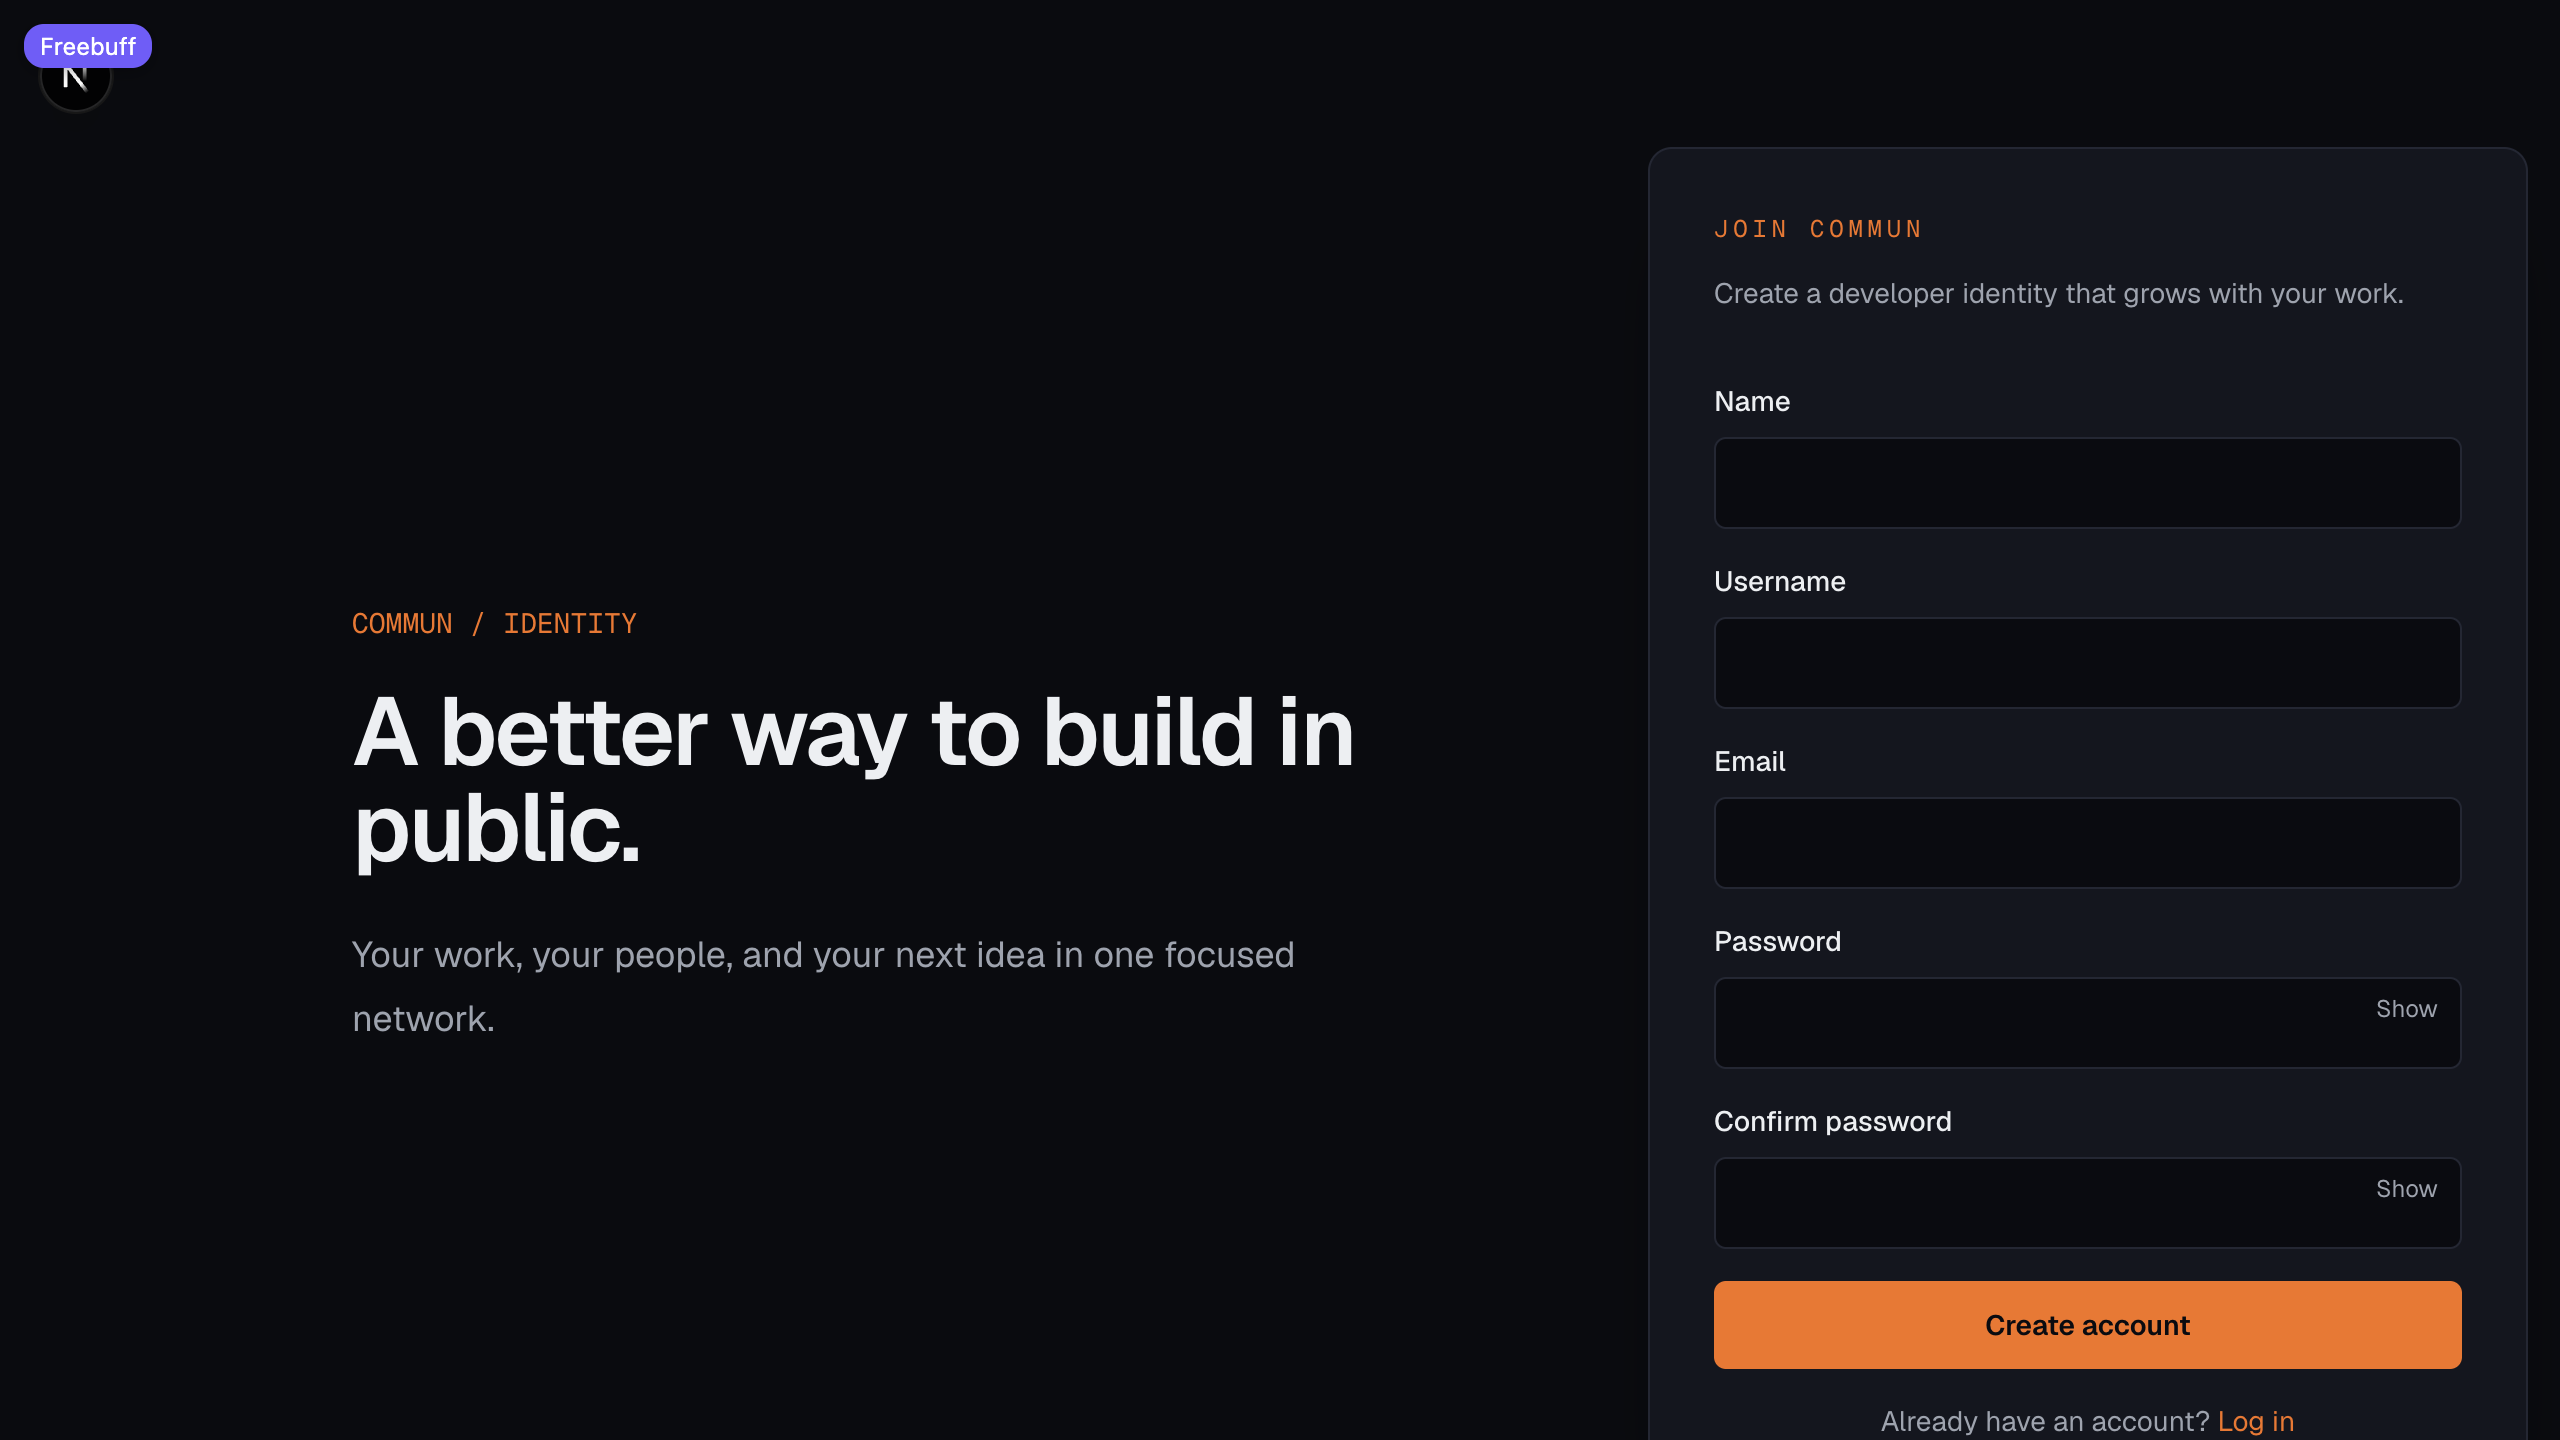 Freebuff
N
COMMUN / IDENTITY
A better way to build in
public.
Your work, your people, and your next idea in one focused
network.
JOIN COMMUN
Create a developer identity that grows with your work.
Name
Username
Email
Password
Show
Confirm password
Show
Create account
Already have an account? Log in